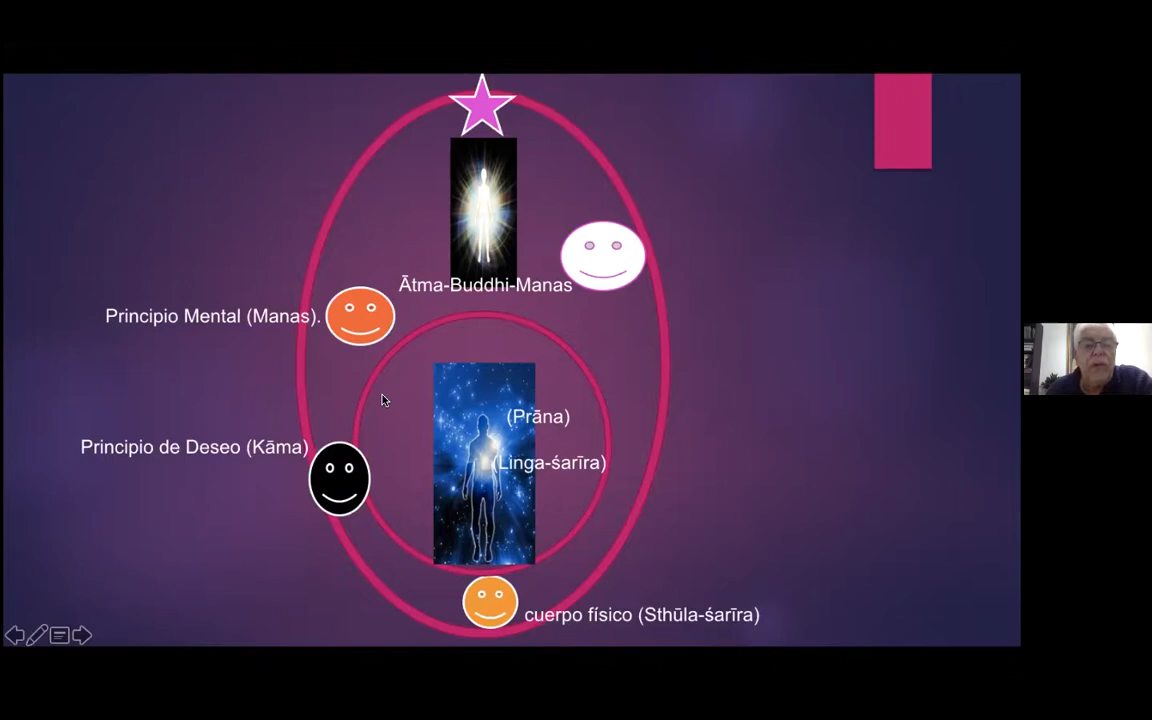 Ātma-Buddhi-Manas
Principio Mental (Manas).
(Prāna)
Principio de Deseo (Kāma)
(Linga-śarīra)
cuerpo físico (Sthūla-śarīra)